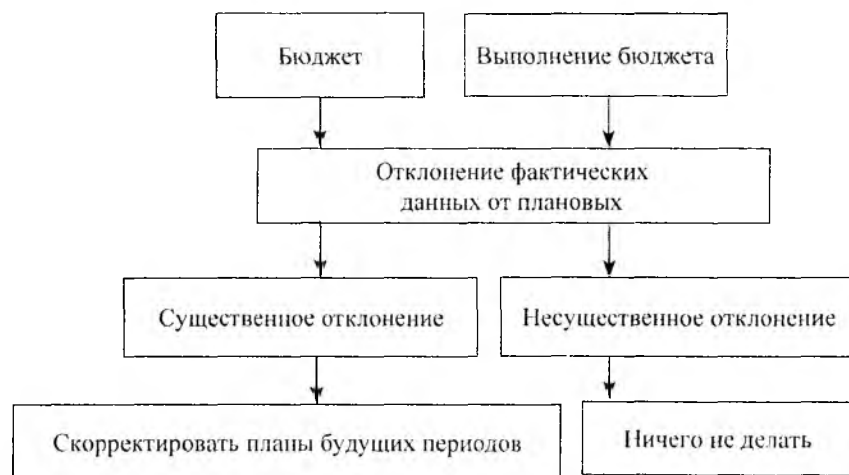 Бюджет
Выполнение бюджета
Отклонение фактических
данных от плановых
Существенное отклонение
Несущественное отклонение
Скорректировать планы будущих периодов
Ничего не делать